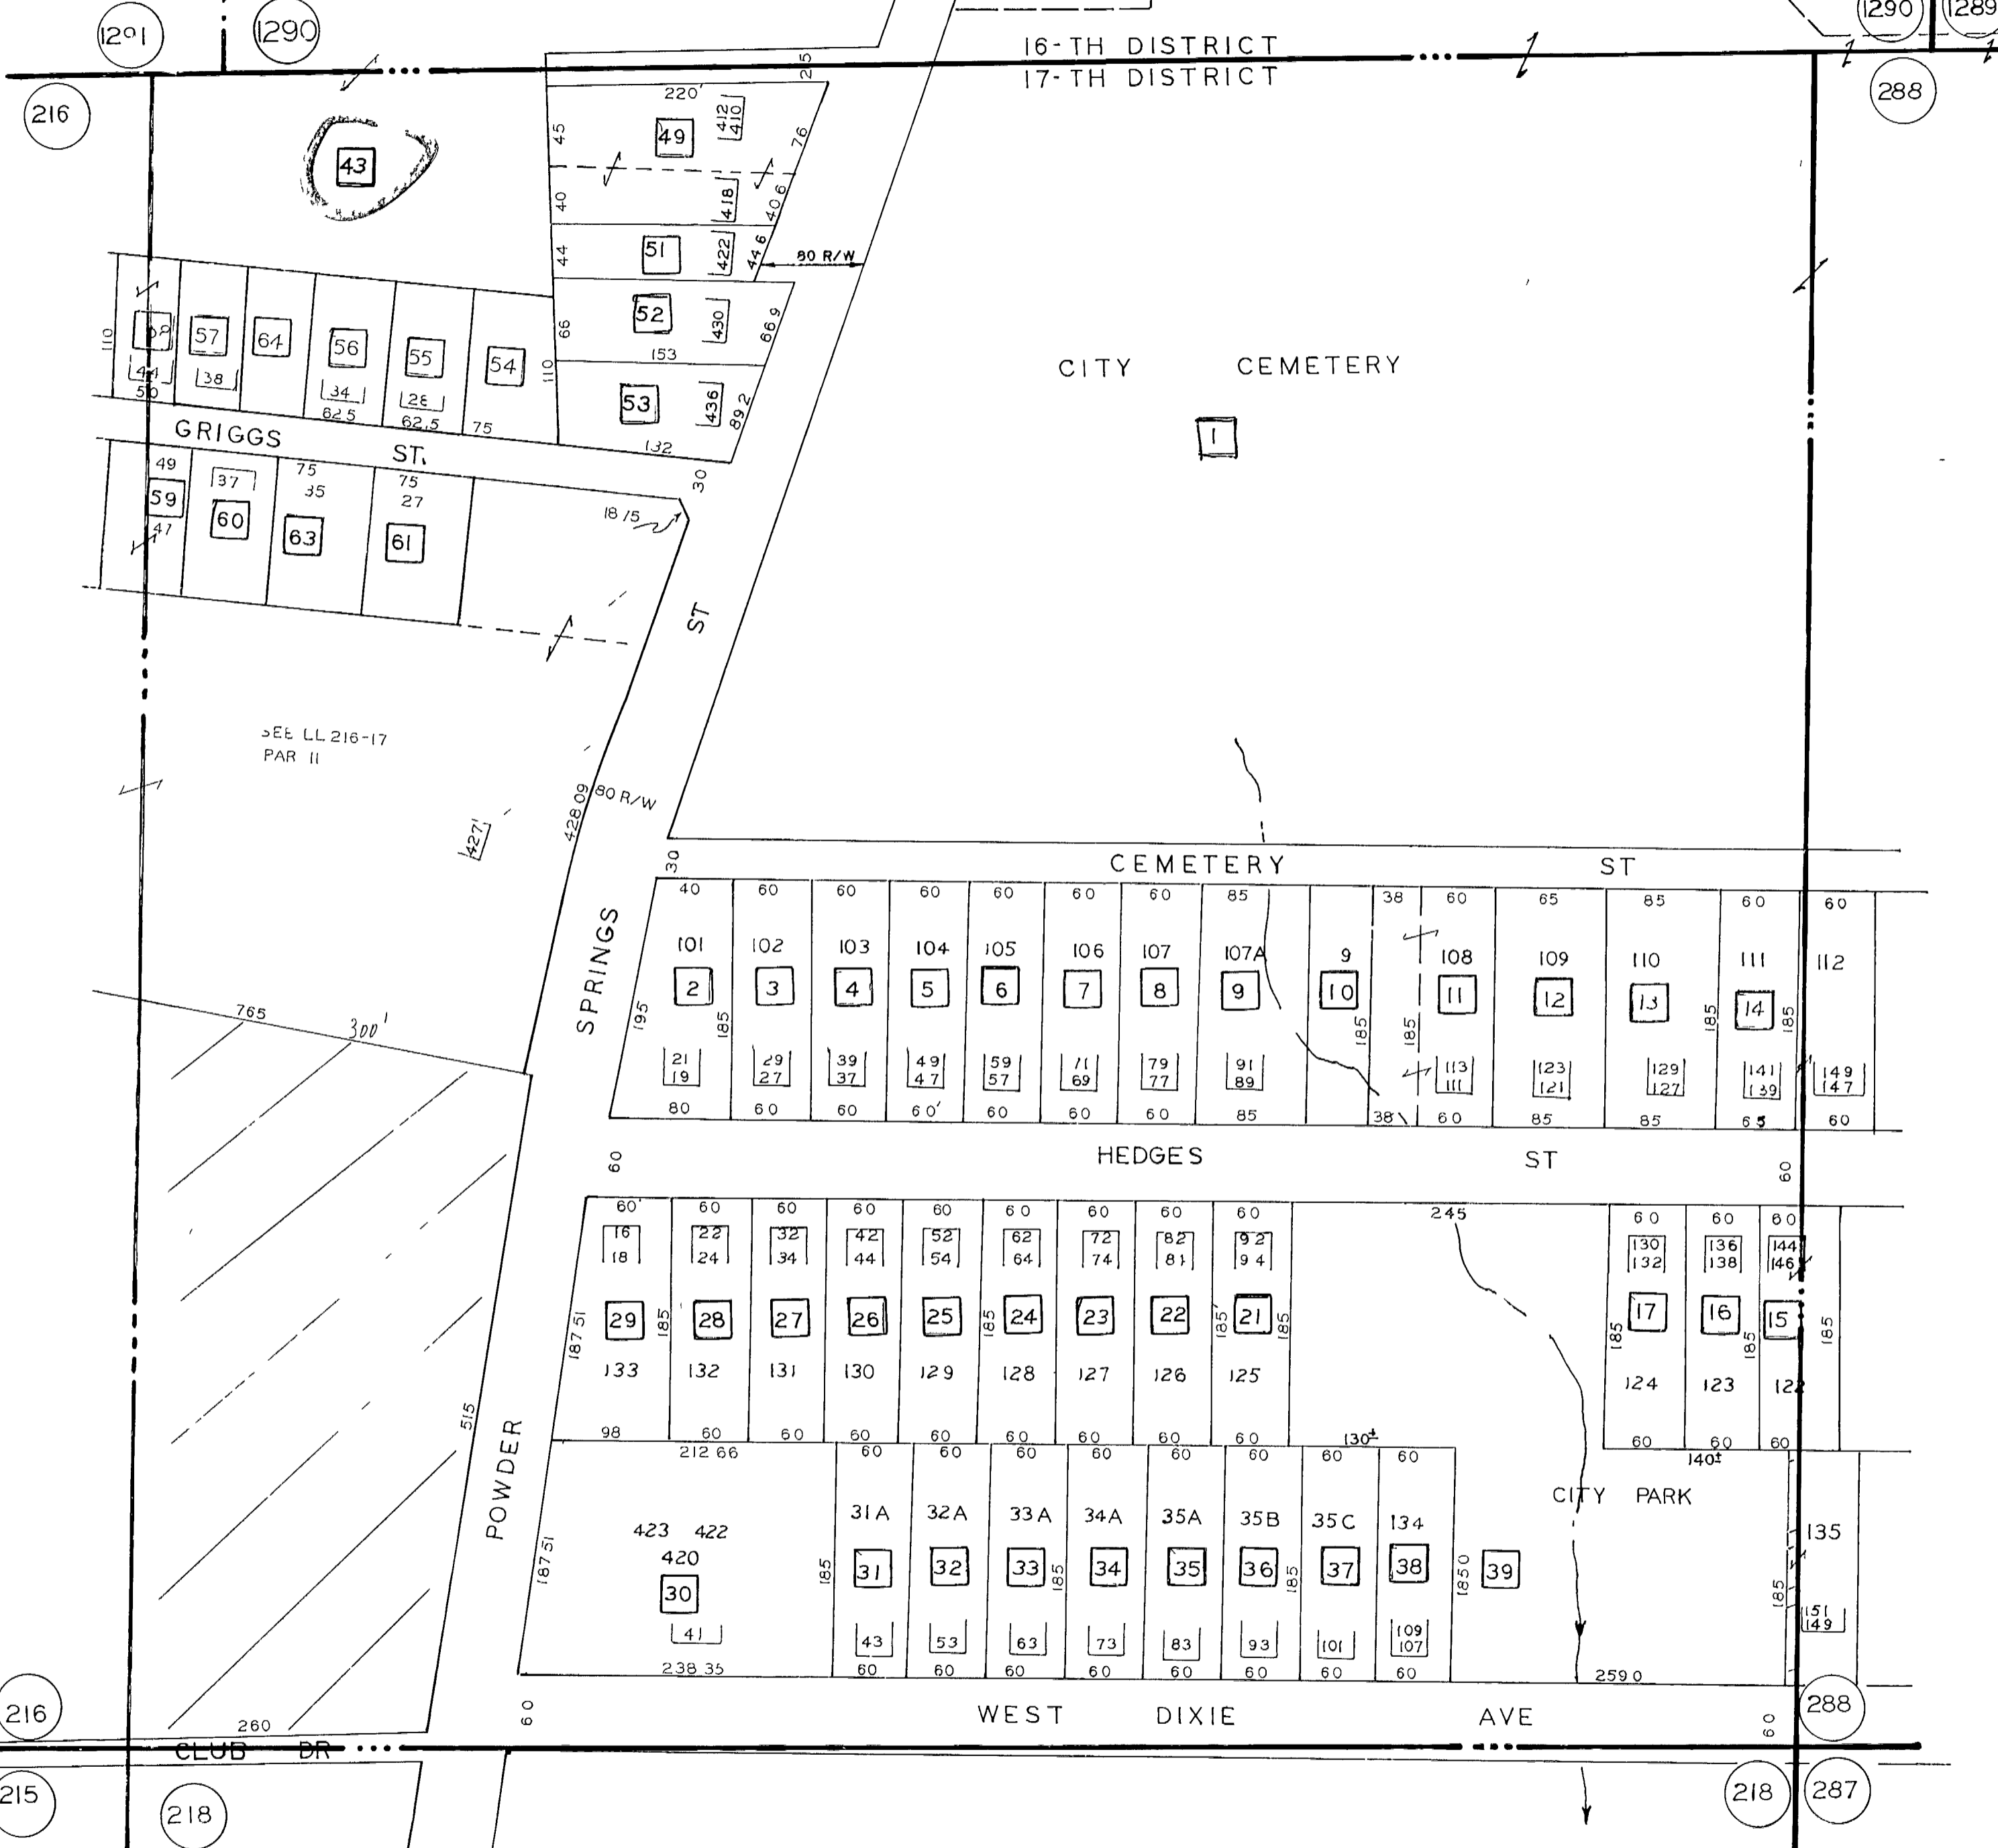 1291
1290
16-TH DISTRICT
17-TH DISTRICT
1290
1289
216
288
43
215
220'
412
410
45
49
76
40
418
40 6
44
51
422
44 6
80 R/W
66
52
430
66 9
153
53
436
89 2
132
110
44
50
57
38
64
56
34
62.5
55
28
62.5
54
75
110
GRIGGS ST.
30
49
59
47
37
60
75
35
63
75
27
61
18 75
CITY CEMETERY
1
ST
SEE LL 216-17
PAR 11
427
428 09
80 R/W
30
CEMETERY ST
40 60 60 60 60 60 60 85 38 60 65 85 60 60
101 102 103 104 105 106 107 107A 9 108 109 110 111 112
2 3 4 5 6 7 8 9 10 11 12 13 14
195 185 185 185 185 185
21 29 39 49 59 71 79 91 113 123 129 141 149
19 27 37 47 57 69 77 89 111 121 127 139 147
80 60 60 60' 60 60 60 85 38 60 85 85 65 60
SPRINGS
765
300'
HEDGES ST
60
60
60' 60 60 60 60 60 60 60 60 245 60 60 60
16 22 32 42 52 62 72 82 92 130 136 144
18 24 34 44 54 64 74 81 94 132 138 146
29 28 27 26 25 24 23 22 21 17 16 15
187 51 185 185 185' 185 185 185 185
133 132 131 130 129 128 127 126 125 124 123 122
98 60 60 60 60 60 60 60 60 130± 60 60 60
515
POWDER
212 66 60 60 60 60 60 60 60 60 140±
CITY PARK
423 422
420
31A 32A 33A 34A 35A 35B 35C 134 135
30 31 32 33 34 35 36 37 38 39
187 51 185 185 185 1850 185
41 43 53 63 73 83 93 101
109
107
151
149
238 35 60 60 60 60 60 60 60 60 2590
60
WEST DIXIE AVE
60
216
288
260
CLUB DR
215
218
218
287